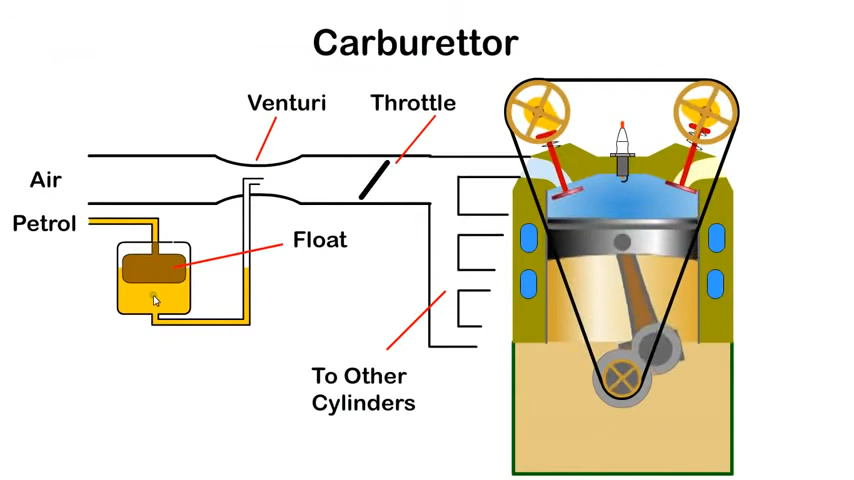 Carburettor
Venturi
Throttle
Air
Petrol
Float
To Other
Cylinders